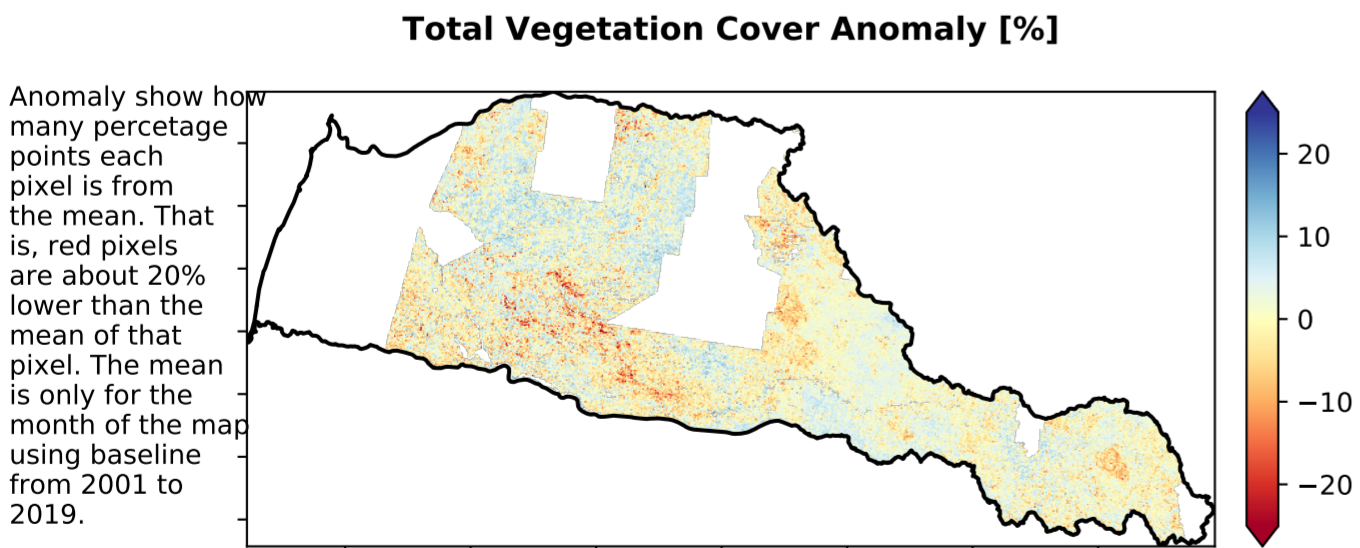 Total Vegetation Cover Anomaly [%]
Anomaly show how
many percetage
points each
pixel is from
the mean. That
is, red pixels
are about 20%
lower than the
mean of that
pixel. The mean
is only for the
month of the map
using baseline
from 2001 to
2019.
20
10
0
−10
−20